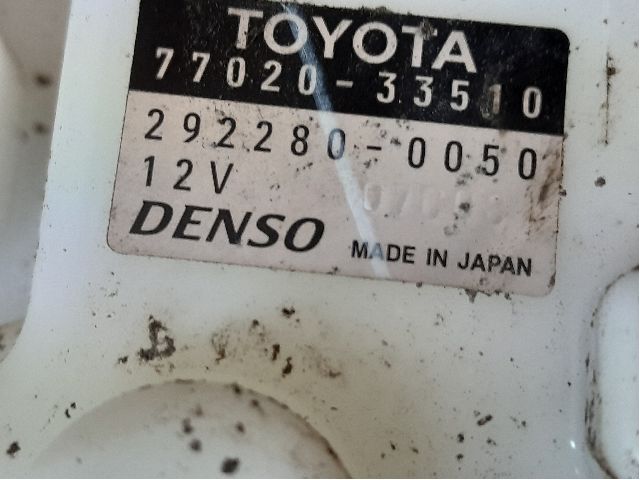 TOYOTA
77020-33510
292280-0050
12V
DENSO MADE IN JAPAN